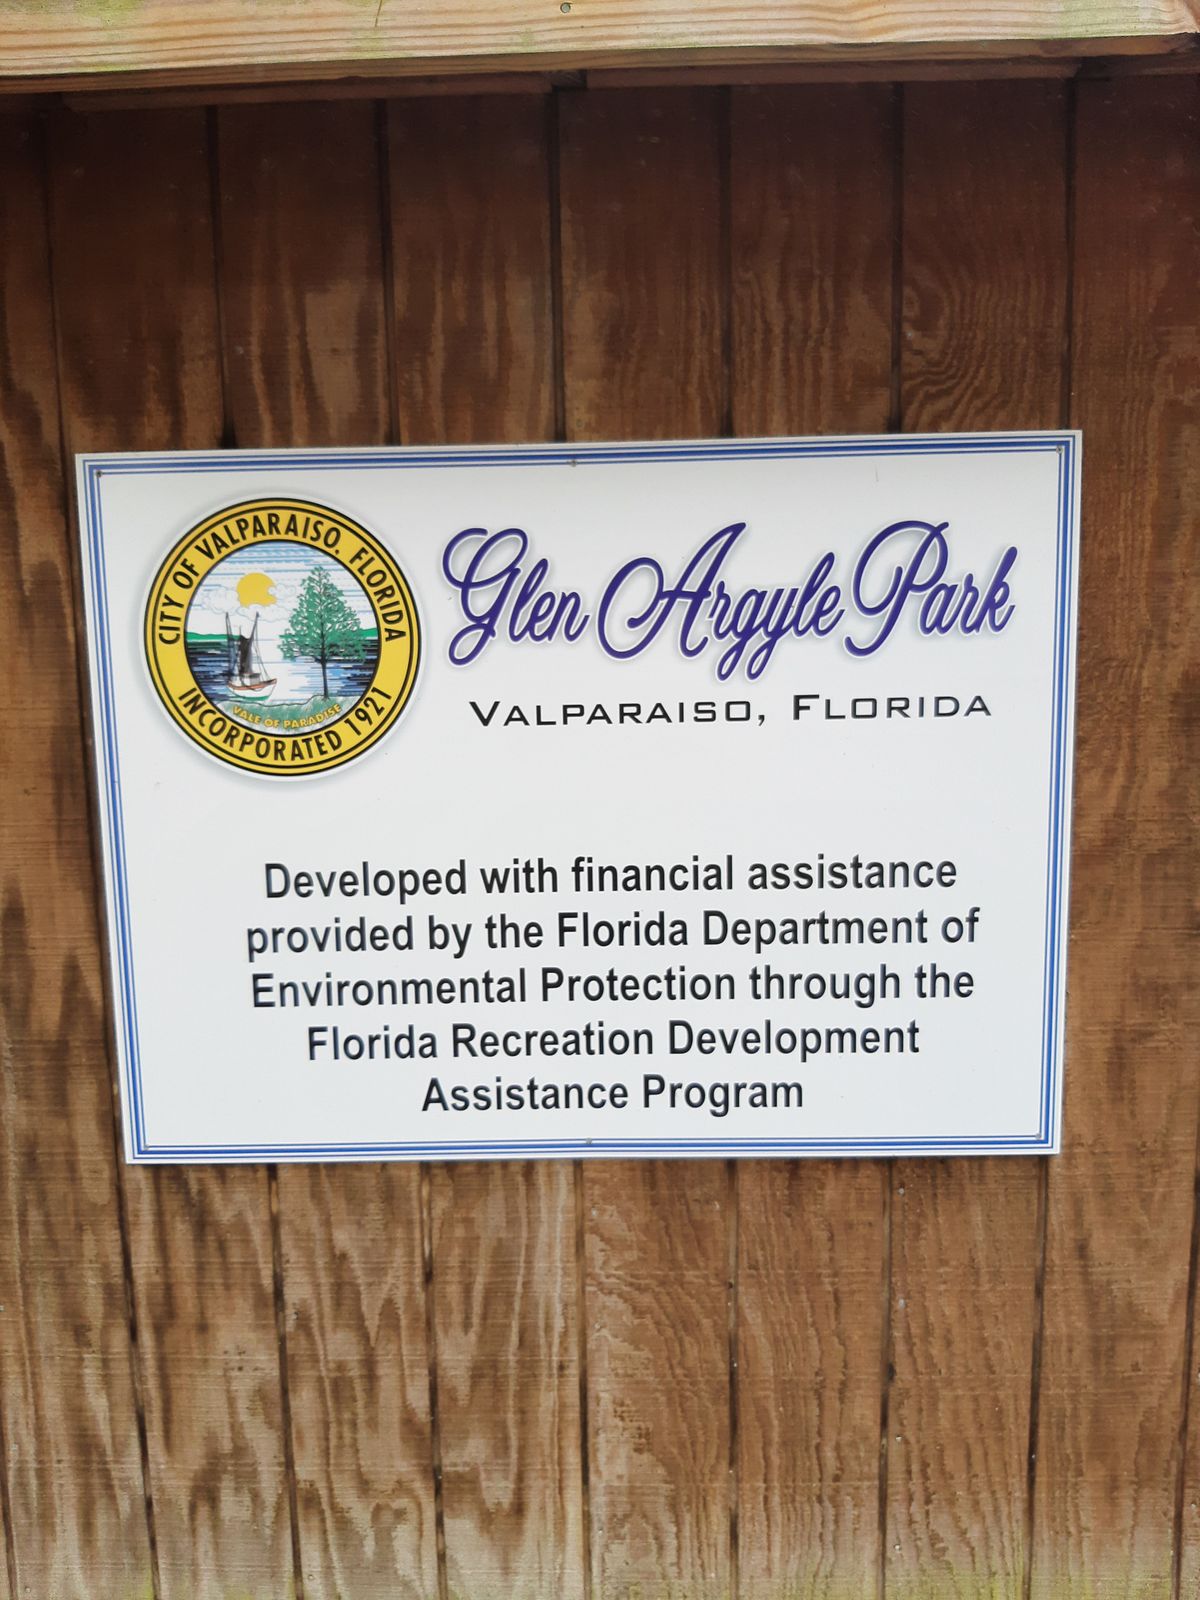 CITY OF VALPARAISO, FLORIDA
VALE OF PARADISE
INCORPORATED 1921
Glen Argyle Park
VALPARAISO, FLORIDA
Developed with financial assistance
provided by the Florida Department of
Environmental Protection through the
Florida Recreation Development
Assistance Program